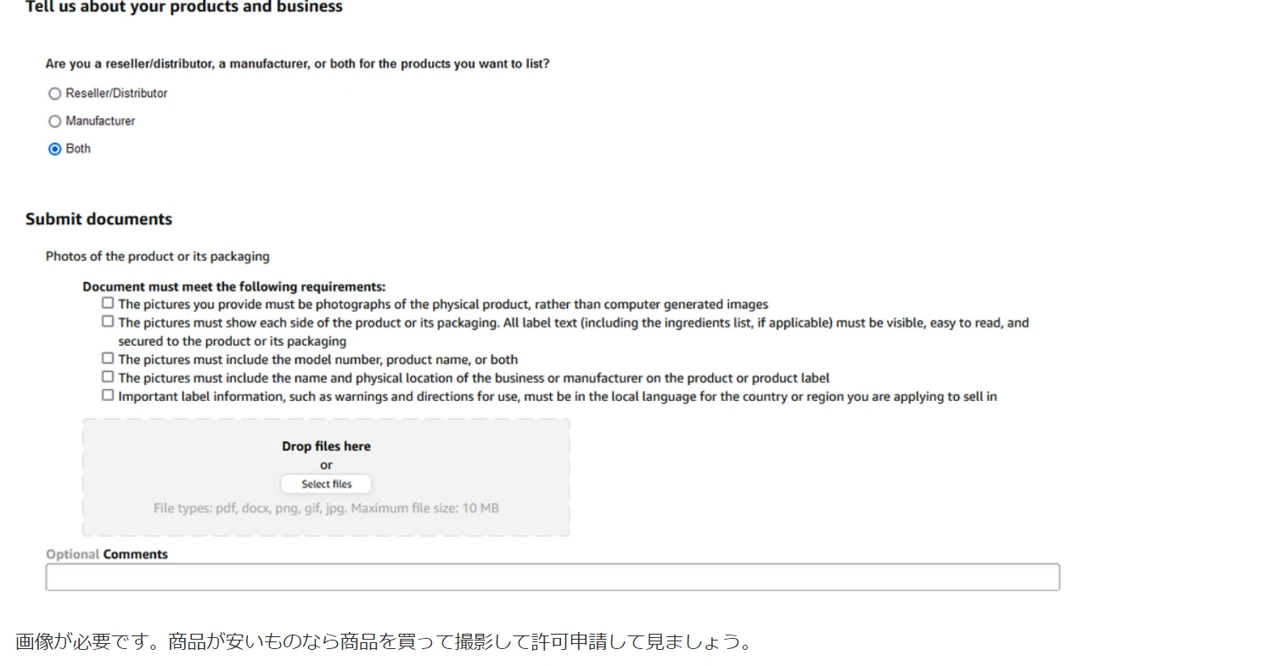 Tell us about your products and business
Are you a reseller/distributor, a manufacturer, or both for the products you want to list?
Reseller/Distributor
Manufacturer
Both
Submit documents
Photos of the product or its packaging
Document must meet the following requirements:
The pictures you provide must be photographs of the physical product, rather than computer generated images
The pictures must show each side of the product or its packaging. All label text (including the ingredients list, if applicable) must be visible, easy to read, and
secured to the product or its packaging
The pictures must include the model number, product name, or both
The pictures must include the name and physical location of the business or manufacturer on the product or product label
Important label information, such as warnings and directions for use, must be in the local language for the country or region you are applying to sell in
Drop files here
or
Select files
File types: pdf, docx, png, gif, jpg. Maximum file size: 10 MB
Optional Comments
画像が必要です。商品が安いものなら商品を買って撮影して許可申請して見ましょう。